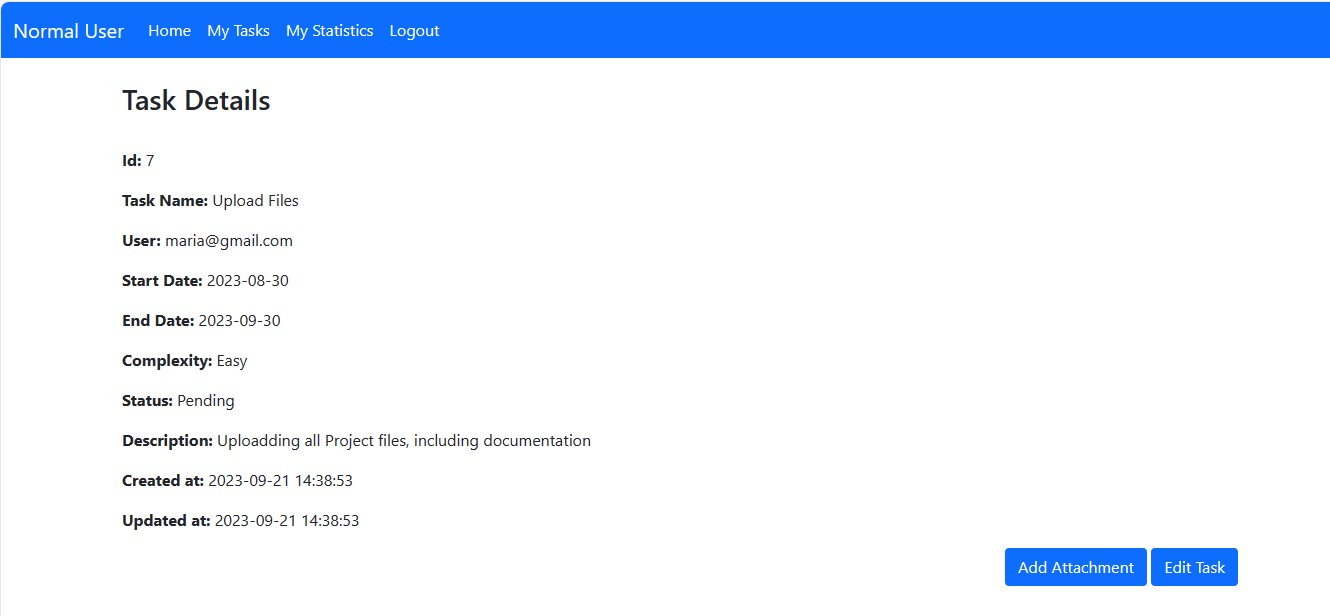 Normal User Home My Tasks My Statistics Logout
Task Details
Id: 7
Task Name: Upload Files
User: maria@gmail.com
Start Date: 2023-08-30
End Date: 2023-09-30
Complexity: Easy
Status: Pending
Description: Uploadding all Project files, including documentation
Created at: 2023-09-21 14:38:53
Updated at: 2023-09-21 14:38:53
Add Attachment Edit Task